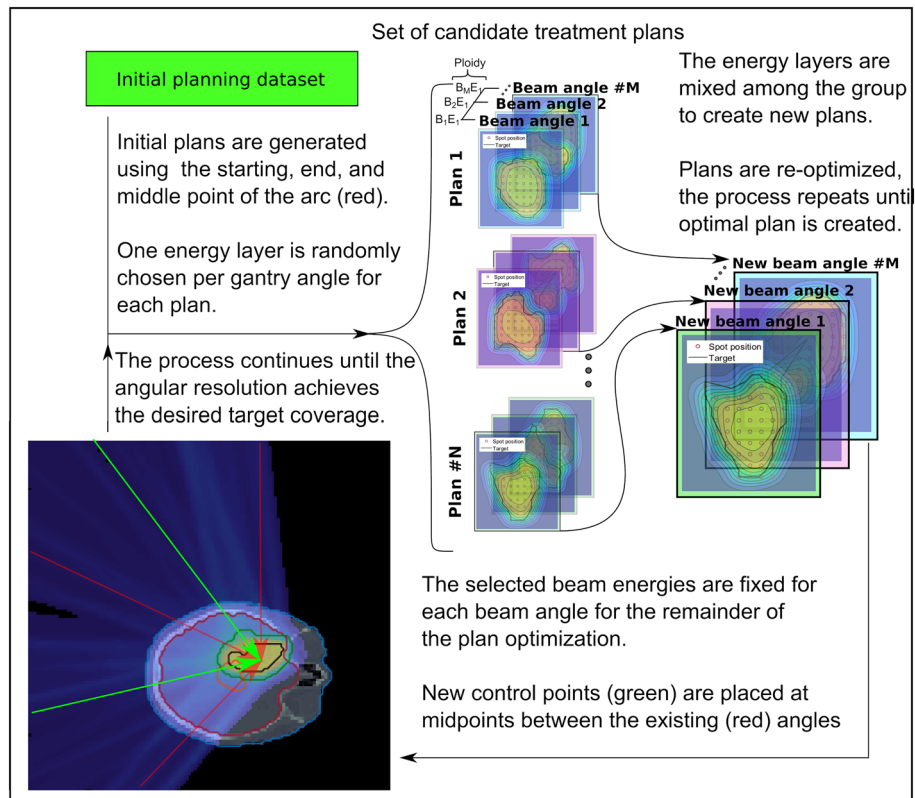 Set of candidate treatment plans
Initial planning dataset
Initial plans are generated
using the starting, end, and
middle point of the arc (red).
One energy layer is randomly
chosen per gantry angle for
each plan.
The process continues until the
angular resolution achieves
the desired target coverage.
Ploidy
BME1
B2E1
B1E1
Beam angle #M
Beam angle 2
Beam angle 1
Plan 1
Spot position
Target
Plan 2
Spot position
Target
Plan #N
Spot position
Target
The energy layers are
mixed among the group
to create new plans.
Plans are re-optimized,
the process repeats until
optimal plan is created.
New beam angle #M
New beam angle 2
New beam angle 1
Spot position
Target
The selected beam energies are fixed for
each beam angle for the remainder of
the plan optimization.
New control points (green) are placed at
midpoints between the existing (red) angles